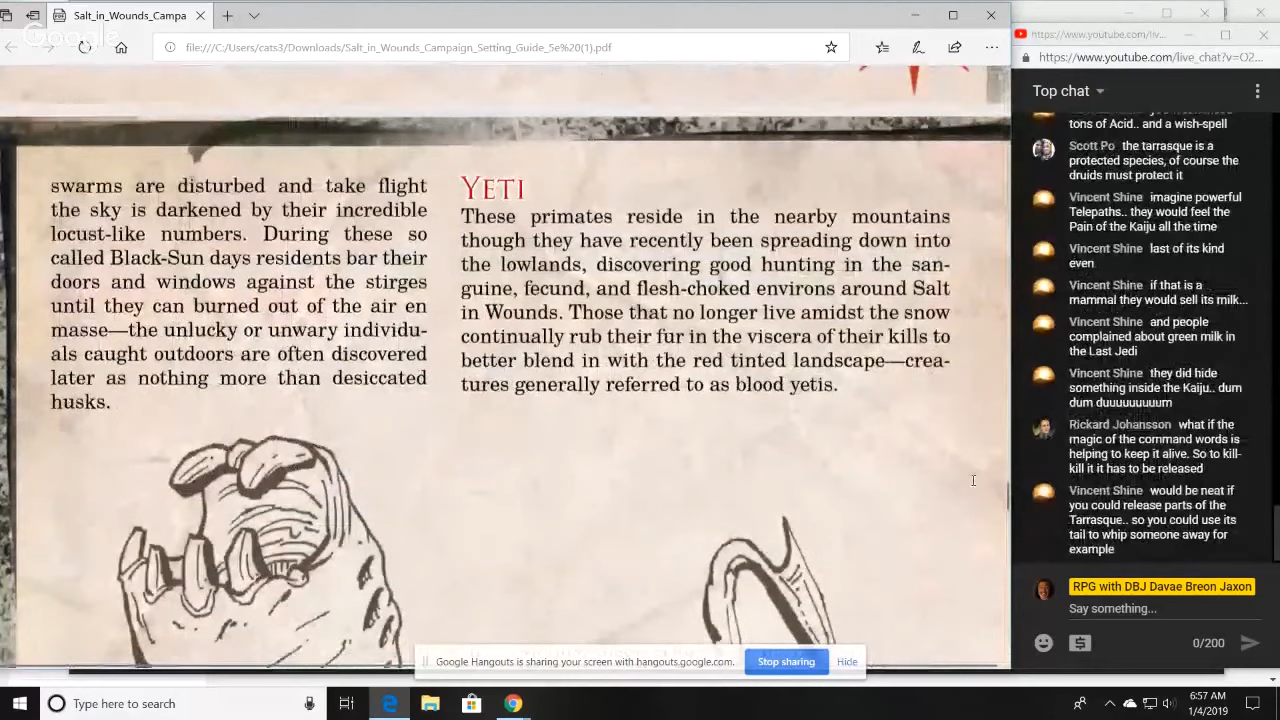 Salt_in_Wounds_Campa
Google
file:///C:/Users/cats3/Downloads/Salt_in_Wounds_Campaign_Setting_Guide_5e%20(1).pdf
swarms are disturbed and take flight
the sky is darkened by their incredible
locust-like numbers. During these so
called Black-Sun days residents bar their
doors and windows against the stirges
until they can burned out of the air en
masse—the unlucky or unwary individu-
als caught outdoors are often discovered
later as nothing more than desiccated
husks.
Yeti
These primates reside in the nearby mountains
though they have recently been spreading down into
the lowlands, discovering good hunting in the san-
guine, fecund, and flesh-choked environs around Salt
in Wounds. Those that no longer live amidst the snow
continually rub their fur in the viscera of their kills to
better blend in with the red tinted landscape—crea-
tures generally referred to as blood yetis.
Google Hangouts is sharing your screen with hangouts.google.com.
Stop sharing
Hide
https://www.youtube.com/liv...
https://www.youtube.com/live_chat?v=O2...
Top chat
tons of Acid.. and a wish-spell
Scott Po the tarrasque is a
protected species, of course the
druids must protect it
Vincent Shine imagine powerful
Telepaths.. they would feel the
Pain of the Kaiju all the time
Vincent Shine last of its kind
even
Vincent Shine if that is a
mammal they would sell its milk...
Vincent Shine and people
complained about green milk in
the Last Jedi
Vincent Shine they did hide
something inside the Kaiju.. dum
dum duuuuuuuum
Rickard Johansson what if the
magic of the command words is
helping to keep it alive. So to kill-
kill it it has to be released
Vincent Shine would be neat if
you could release parts of the
Tarrasque.. so you could use its
tail to whip someone away for
example
RPG with DBJ Davae Breon Jaxon
Say something...
0/200
Type here to search
6:57 AM
1/4/2019